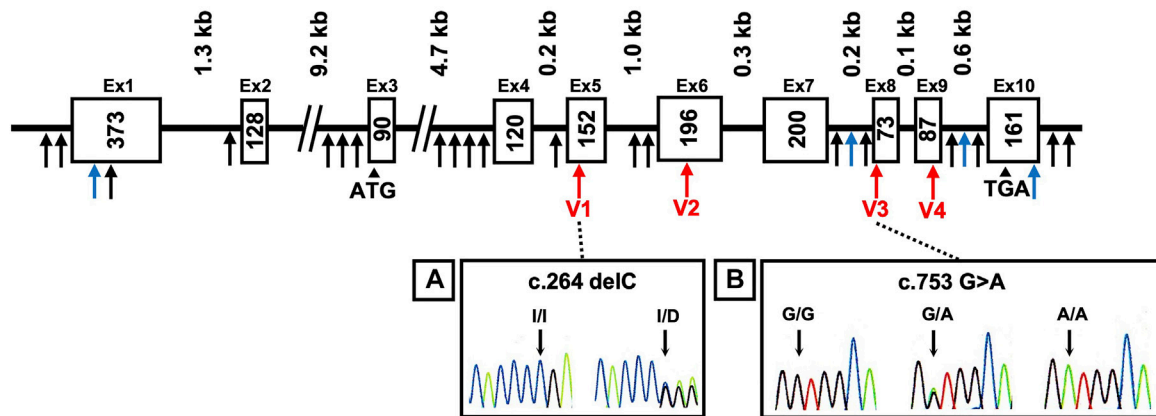 1.3 kb 9.2 kb 4.7 kb 0.2 kb 1.0 kb 0.3 kb 0.2 kb 0.1 kb 0.6 kb
Ex1 Ex2 Ex3 Ex4 Ex5 Ex6 Ex7 Ex8 Ex9 Ex10
373 128 90 120 152 196 200 73 87 161
ATG TGA
V1 V2 V3 V4
A B
c.264 delC c.753 G>A
I/I I/D G/G G/A A/A